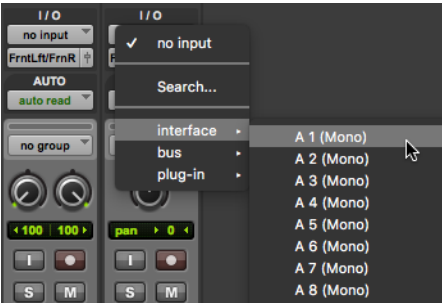 I / O
no input
FrntLft/FrnR
AUTO
auto read
no group
100 100
I
S M
I / O
no input
Search...
interface
bus
plug-in
pan 0
I
S M
A 1 (Mono)
A 2 (Mono)
A 3 (Mono)
A 4 (Mono)
A 5 (Mono)
A 6 (Mono)
A 7 (Mono)
A 8 (Mono)